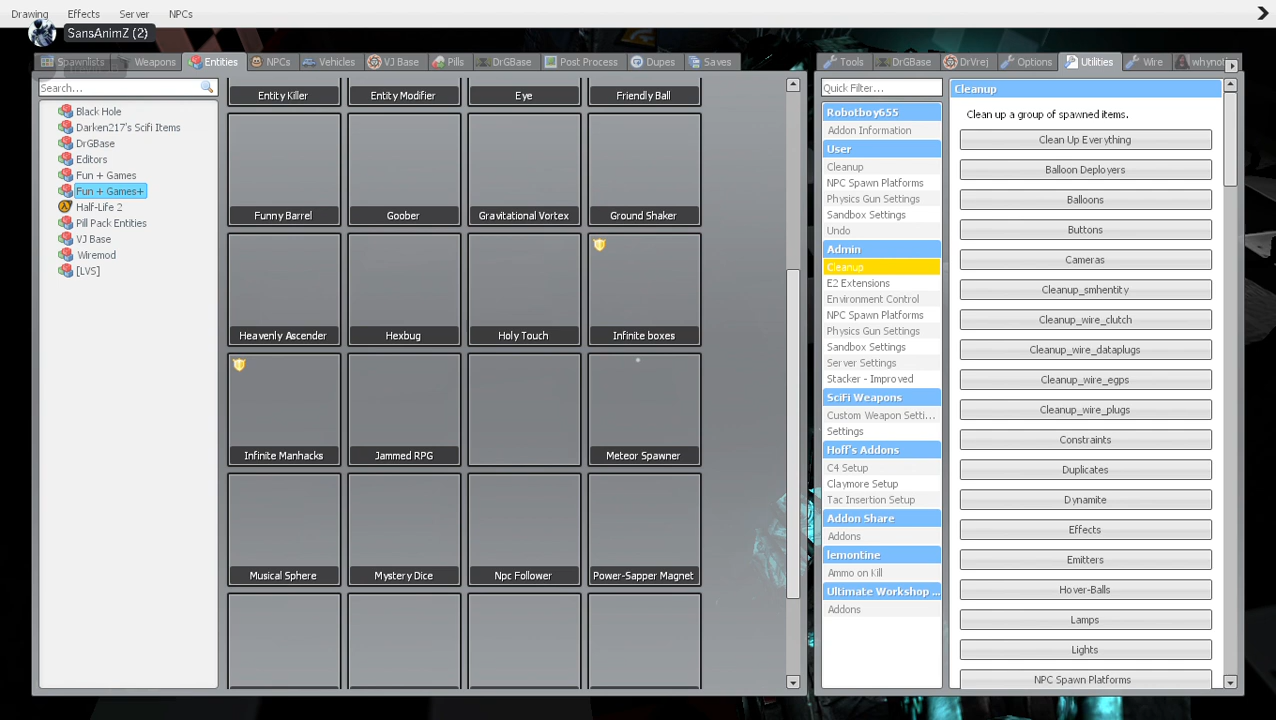 Drawing Effects Server NPCs
SansAnimZ (2)
Spawnlists Weapons Entities NPCs Vehicles VJ Base Pills DrGBase Post Process Dupes Saves
Search...
Black Hole
Darken217's Scifi Items
DrGBase
Editors
Fun + Games
Fun + Games+
Half-Life 2
Pill Pack Entities
VJ Base
Wiremod
[LVS]
Entity Killer Entity Modifier Eye Friendly Ball
Funny Barrel Goober Gravitational Vortex Ground Shaker
Heavenly Ascender Hexbug Holy Touch Infinite boxes
Infinite Manhacks Jammed RPG Meteor Spawner
Musical Sphere Mystery Dice Npc Follower Power-Sapper Magnet
Tools DrGBase DrVrej Options Utilities Wire whyno
Quick Filter...
Robotboy655
Addon Information
User
Cleanup
NPC Spawn Platforms
Physics Gun Settings
Sandbox Settings
Undo
Admin
Cleanup
E2 Extensions
Environment Control
NPC Spawn Platforms
Physics Gun Settings
Sandbox Settings
Server Settings
Stacker - Improved
SciFi Weapons
Custom Weapon Setti...
Settings
Hoff's Addons
C4 Setup
Claymore Setup
Tac Insertion Setup
Addon Share
Addons
lemontine
Ammo on Kill
Ultimate Workshop ...
Addons
Cleanup
Clean up a group of spawned items.
Clean Up Everything
Balloon Deployers
Balloons
Buttons
Cameras
Cleanup_smhentity
Cleanup_wire_clutch
Cleanup_wire_dataplugs
Cleanup_wire_egps
Cleanup_wire_plugs
Constraints
Duplicates
Dynamite
Effects
Emitters
Hover-Balls
Lamps
Lights
NPC Spawn Platforms